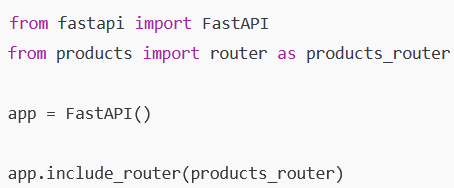 from fastapi import FastAPI
from products import router as products_router
app = FastAPI()
app.include_router(products_router)